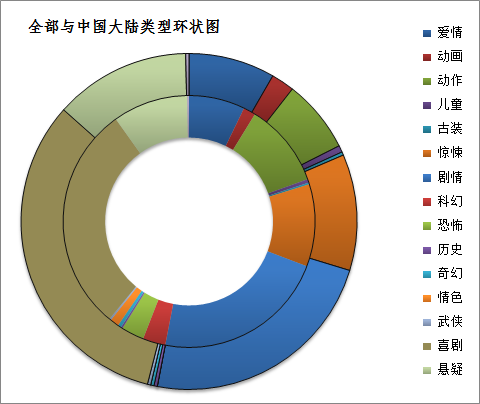 全部与中国大陆类型环状图
爱情
动画
动作
儿童
古装
惊悚
剧情
科幻
恐怖
历史
奇幻
情色
武侠
喜剧
悬疑